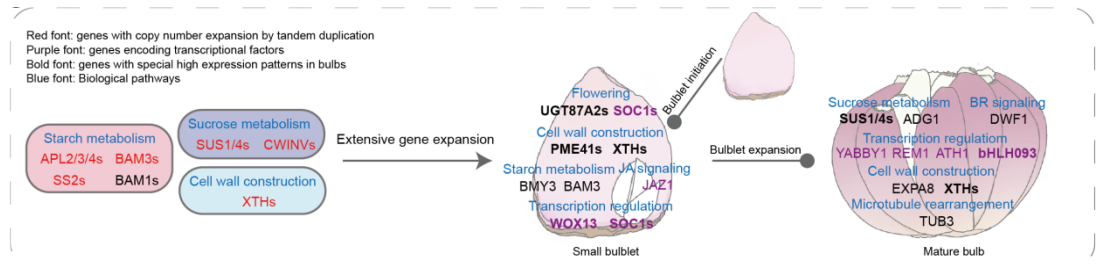 Red font: genes with copy number expansion by tandem duplication
Purple font: genes encoding transcriptional factors
Bold font: genes with special high expression patterns in bulbs
Blue font: Biological pathways
Starch metabolism
APL2/3/4s BAM3s
SS2s BAM1s
Sucrose metabolism
SUS1/4s CWINVs
Cell wall construction
XTHs
Extensive gene expansion
Flowering
UGT87A2s SOC1s
Cell wall construction
PME41s XTHs
Starch metabolism JA signaling
BMY3 BAM3 JAZ1
Transcription regulation
WOX13 SOC1s
Small bulblet
Bulblet initiation
Bulblet expansion
Sucrose metabolism BR signaling
SUS1/4s ADG1 DWF1
Transcription regulation
YABBY1 REM1 ATH1 bHLH093
Cell wall construction
EXPA8 XTHs
Microtubule rearrangement
TUB3
Mature bulb